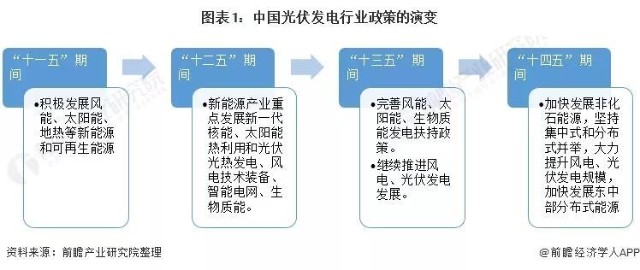 图表1：中国光伏发电行业政策的演变
“十一五”期
间
•积极发展风
能、太阳能、
地热等新能源
和可再生能源
“十二五”期
间
•新能源产业重
点发展新一代
核能、太阳能
热利用和光伏
光热发电、风
电技术装备、
智能电网、生
物质能。
“十三五”期
间
•完善风能、太
阳能、生物质
能发电扶持政
策。
•继续推进风
电、光伏发电
发展。
“十四五”期
间
•加快发展非化
石能源，坚持
集中式和分布
式并举，大力
提升风电、光
伏发电规模，
加快发展东中
部分布式能源
资料来源：前瞻产业研究院整理
@前瞻经济学人APP